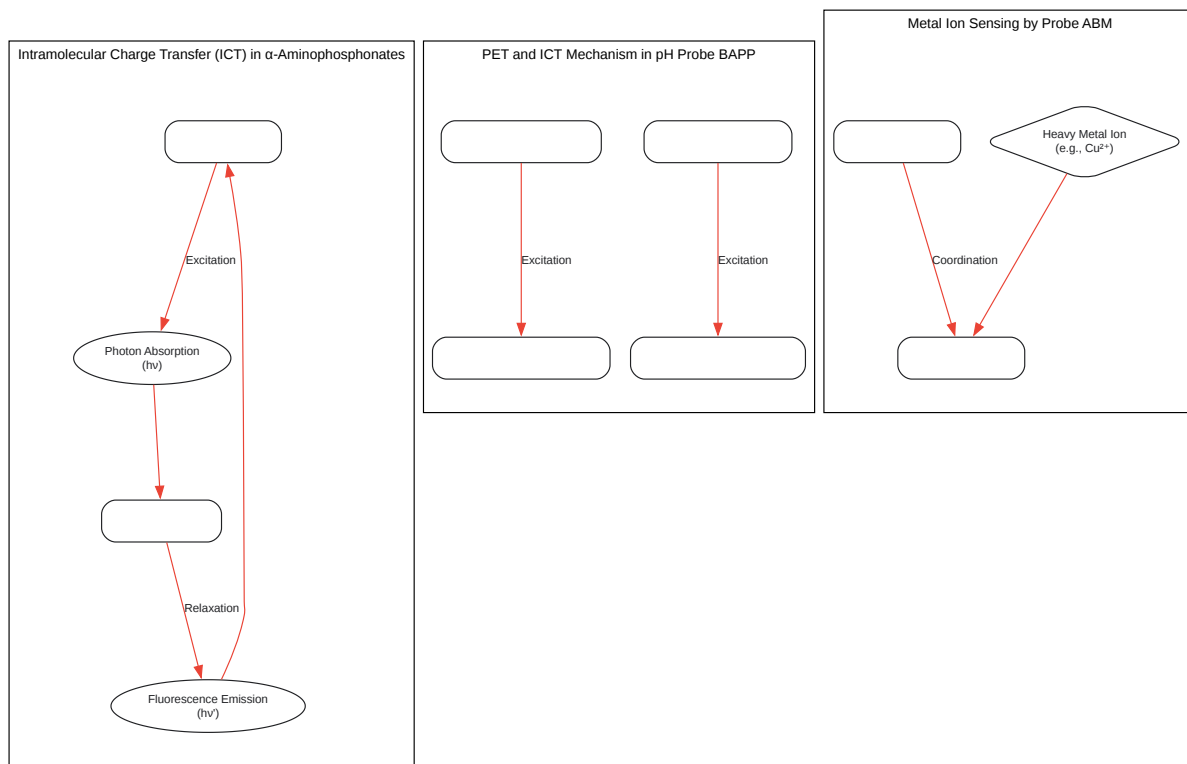 Intramolecular Charge Transfer (ICT) in α-Aminophosphonates
Excitation
Photon Absorption
(hν)
Relaxation
Fluorescence Emission
(hν')
PET and ICT Mechanism in pH Probe BAPP
Excitation
Excitation
Metal Ion Sensing by Probe ABM
Heavy Metal Ion
(e.g., Cu²⁺)
Coordination